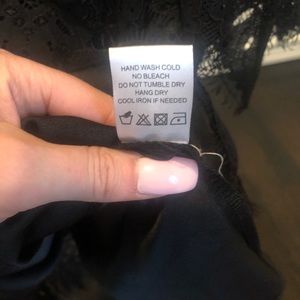 HAND WASH COLD
NO BLEACH
DO NOT TUMBLE DRY
HANG DRY
COOL IRON IF NEEDED